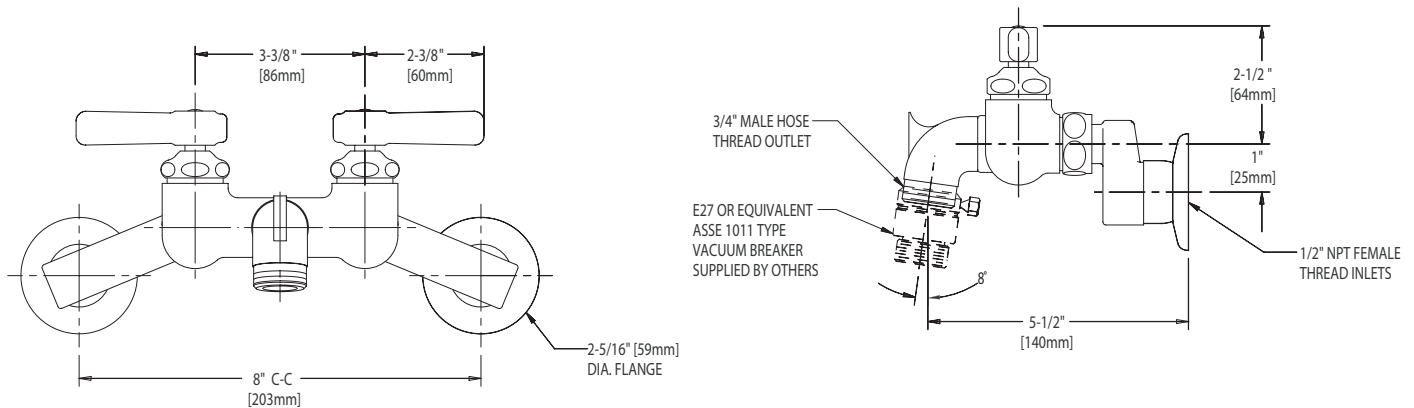 3-3/8"
[86mm]
2-3/8"
[60mm]
2-5/16" [59mm]
DIA. FLANGE
8" C-C
[203mm]
3/4" MALE HOSE
THREAD OUTLET
E27 OR EQUIVALENT
ASSE 1011 TYPE
VACUUM BREAKER
SUPPLIED BY OTHERS
2-1/2"
[64mm]
1"
[25mm]
1/2" NPT FEMALE
THREAD INLETS
8°
5-1/2"
[140mm]